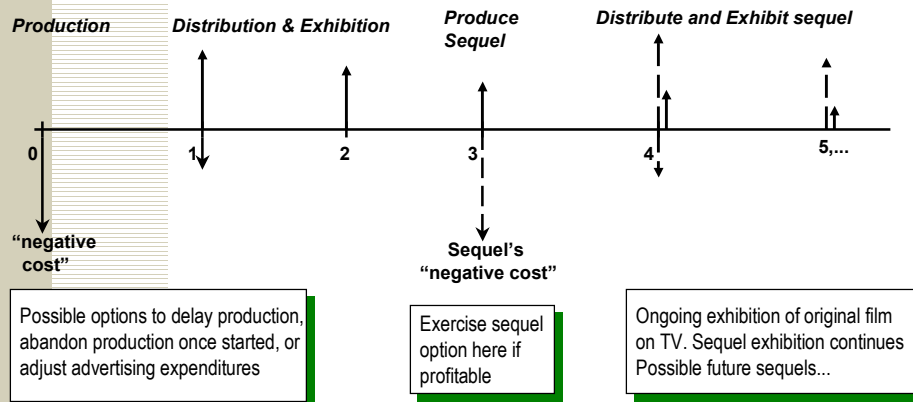 Production
Distribution & Exhibition
Produce
Sequel
Distribute and Exhibit sequel
0
1
2
3
4
5,...
“negative
cost”
Sequel's
“negative cost”
Possible options to delay production,
abandon production once started, or
adjust advertising expenditures
Exercise sequel
option here if
profitable
Ongoing exhibition of original film
on TV. Sequel exhibition continues
Possible future sequels...